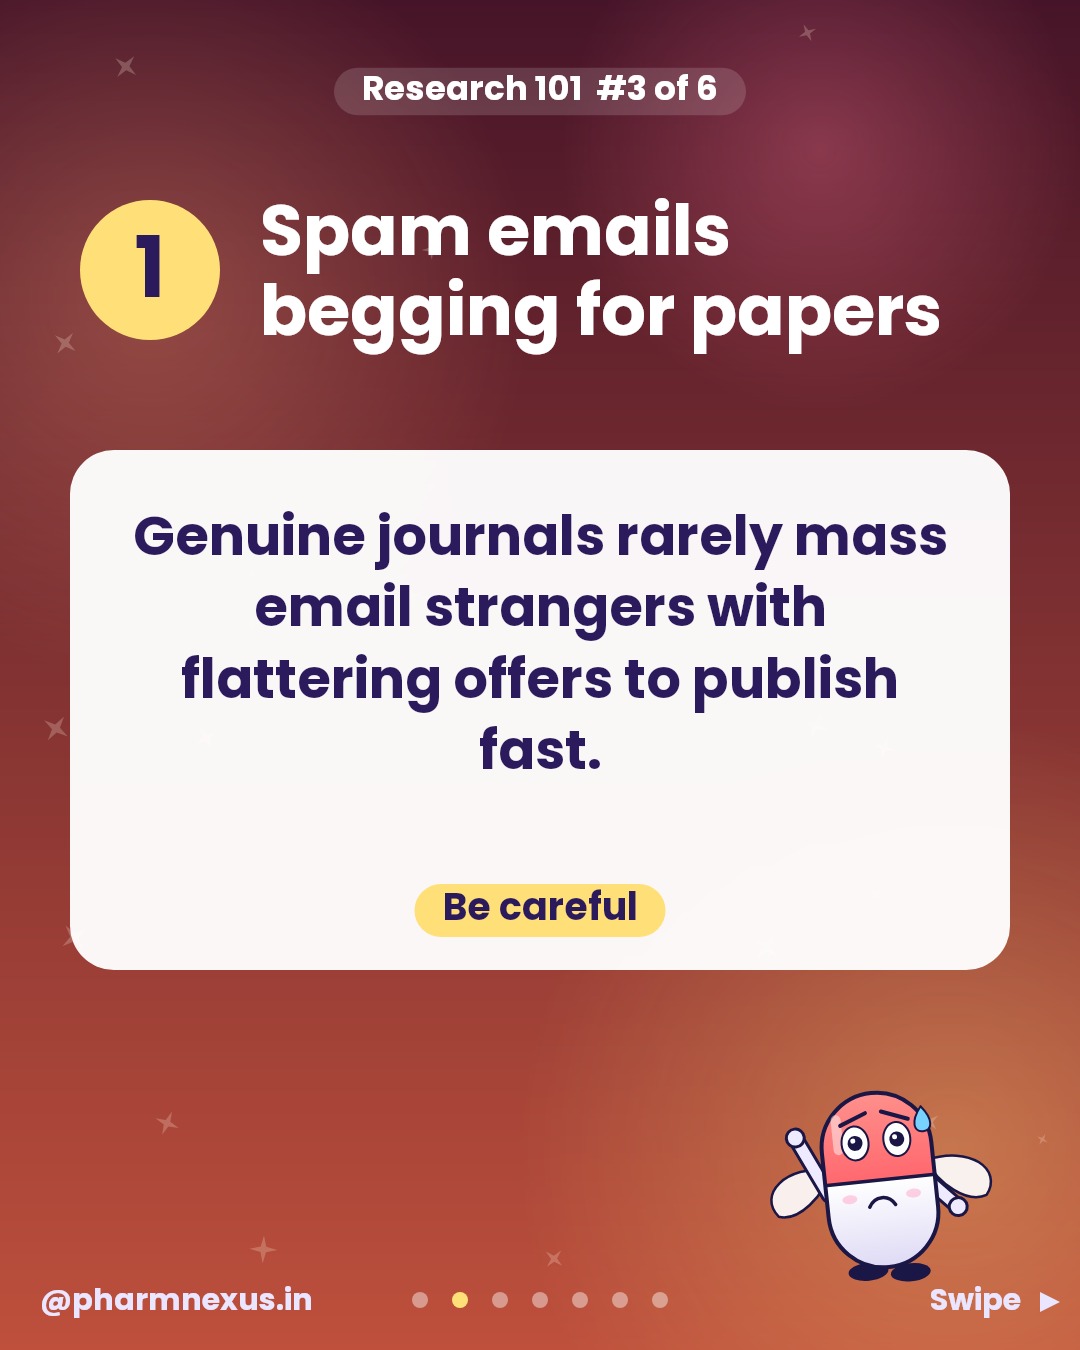 Research 101 #3 of 6
1
Spam emails
begging for papers
Genuine journals rarely mass
email strangers with
flattering offers to publish
fast.
Be careful
@pharmnexus.in
Swipe ▶